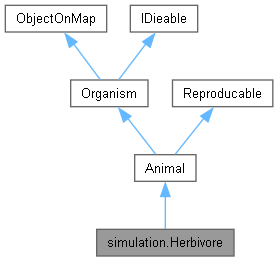 ObjectOnMap
IDieable
Organism
Reproducable
Animal
simulation.Herbivore